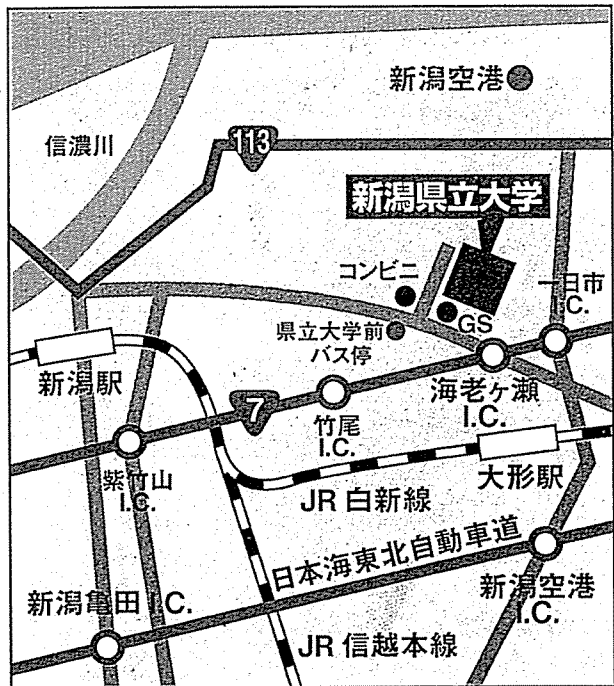 新潟空港
信濃川
113
新潟県立大学
コンビニ
一日市
I.C.
GS
県立大学前
バス停
新潟駅
海老ヶ瀬
I.C.
7
竹尾
I.C.
紫竹山
I.C.
大形駅
JR 白新線
日本海東北自動車道
新潟亀田 I.C.
新潟空港
I.C.
JR 信越本線